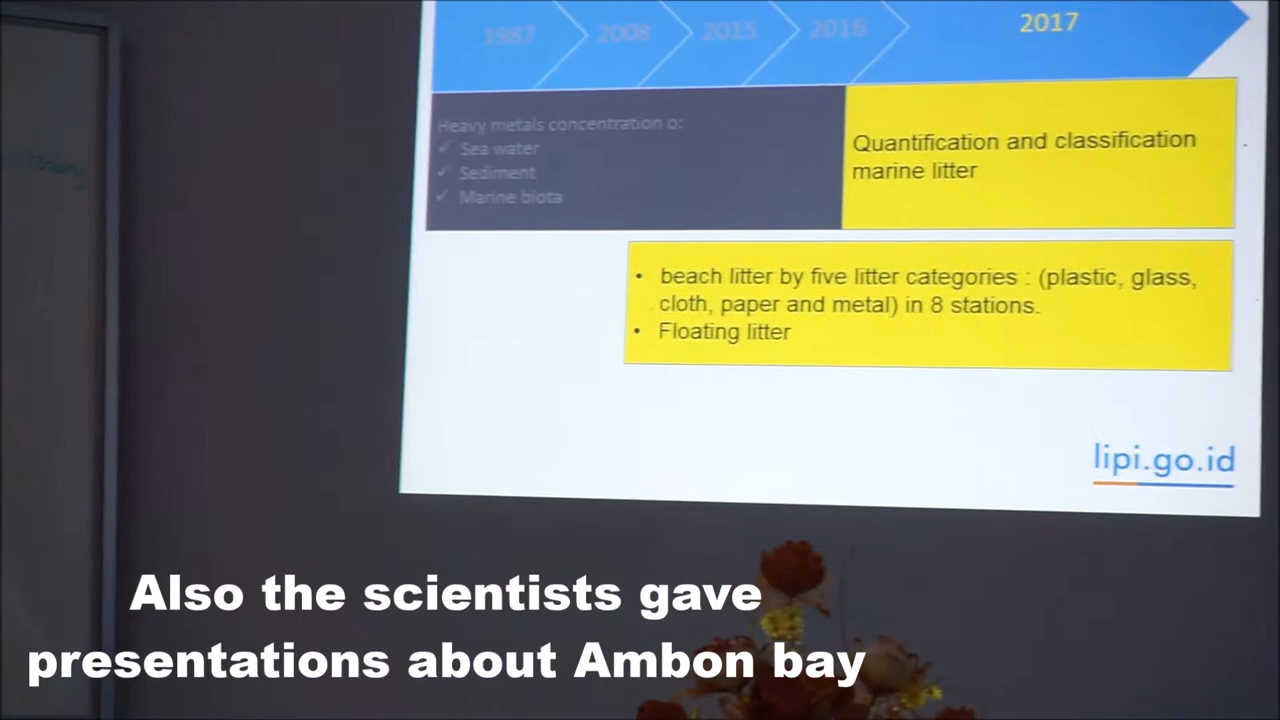 1987 2008 2015 2016 2017
Heavy metals concentration o:
✓ Sea water
✓ Sediment
✓ Marine biota
Quantification and classification
marine litter
• beach litter by five litter categories : (plastic, glass,
cloth, paper and metal) in 8 stations.
• Floating litter
lipi.go.id
Also the scientists gave
presentations about Ambon bay